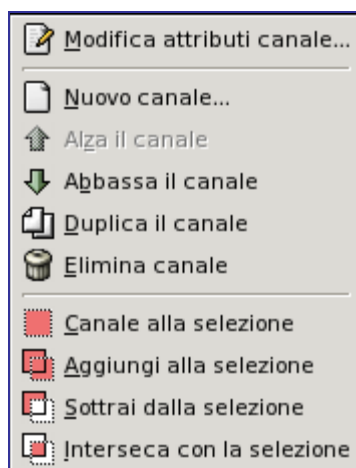 Modifica attributi canale...
Nuovo canale...
Alza il canale
Abbassa il canale
Duplica il canale
Elimina canale
Canale alla selezione
Aggiungi alla selezione
Sottrai dalla selezione
Interseca con la selezione